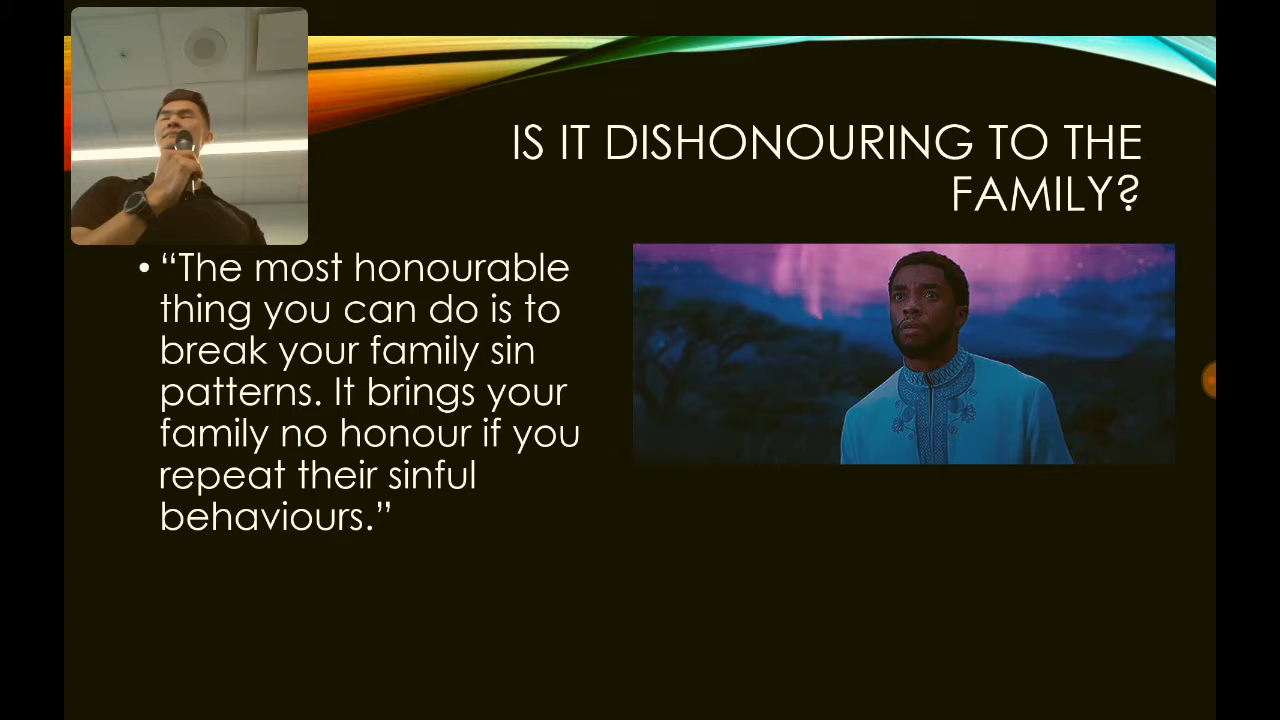 IS IT DISHONOURING TO THE
FAMILY?
• “The most honourable
thing you can do is to
break your family sin
patterns. It brings your
family no honour if you
repeat their sinful
behaviours.”